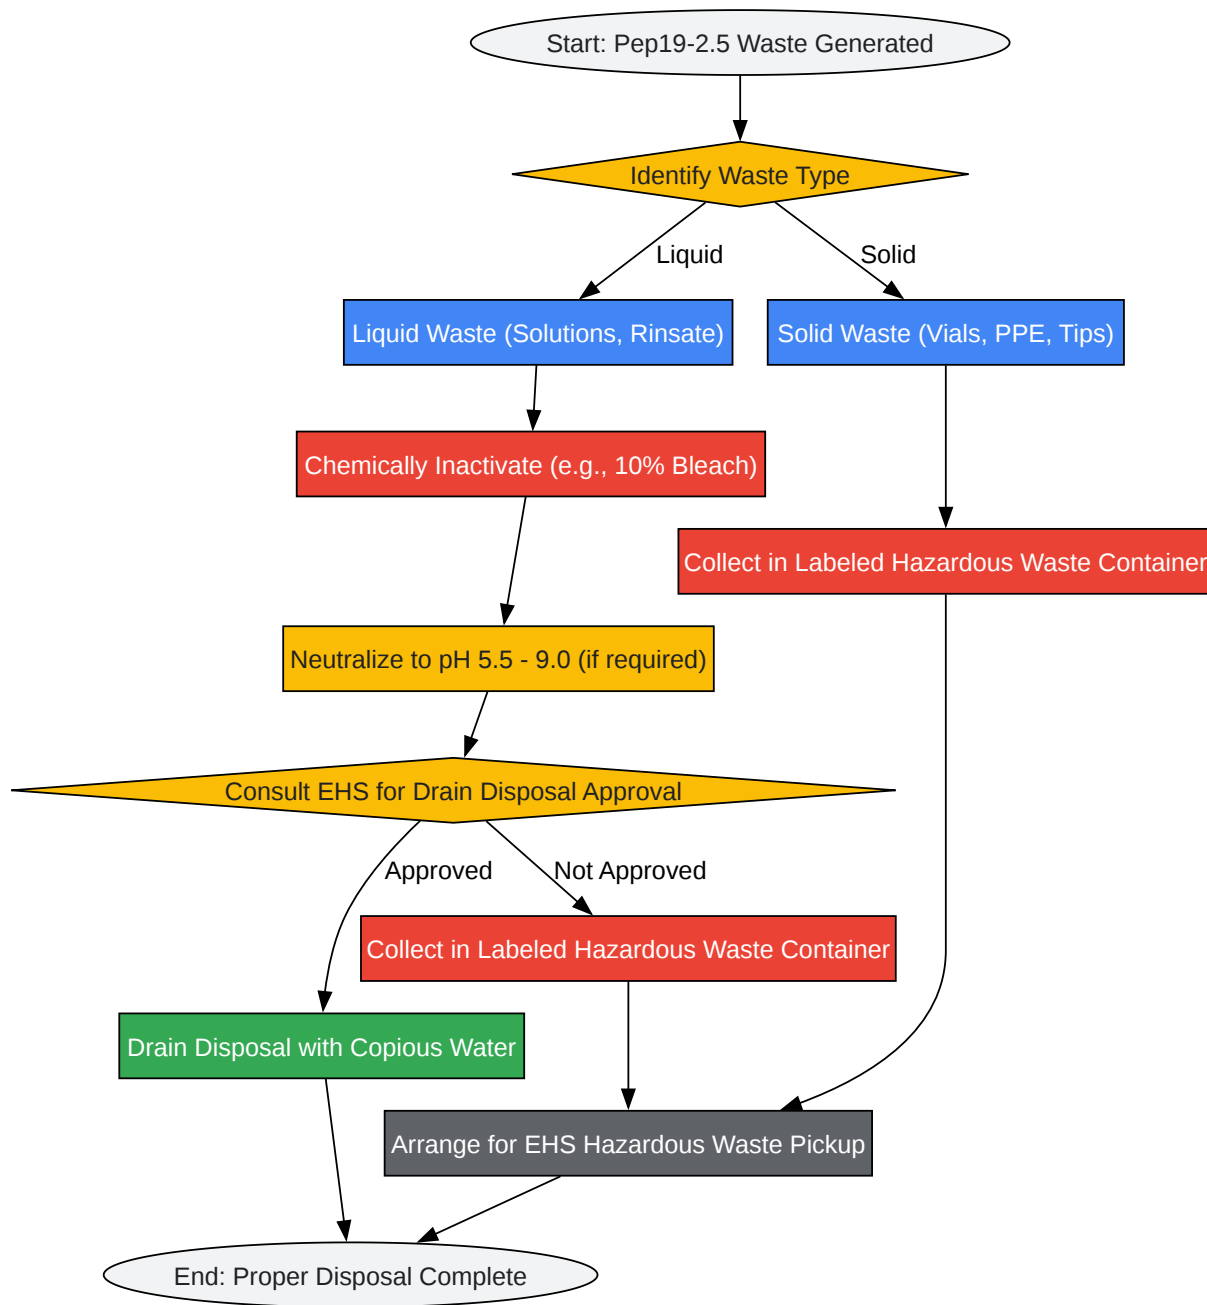 Start: Pep19-2.5 Waste Generated
Identify Waste Type
Liquid
Solid
Liquid Waste (Solutions, Rinsate)
Solid Waste (Vials, PPE, Tips)
Chemically Inactivate (e.g., 10% Bleach)
Collect in Labeled Hazardous Waste Container
Neutralize to pH 5.5 - 9.0 (if required)
Consult EHS for Drain Disposal Approval
Approved
Not Approved
Collect in Labeled Hazardous Waste Container
Drain Disposal with Copious Water
Arrange for EHS Hazardous Waste Pickup
End: Proper Disposal Complete